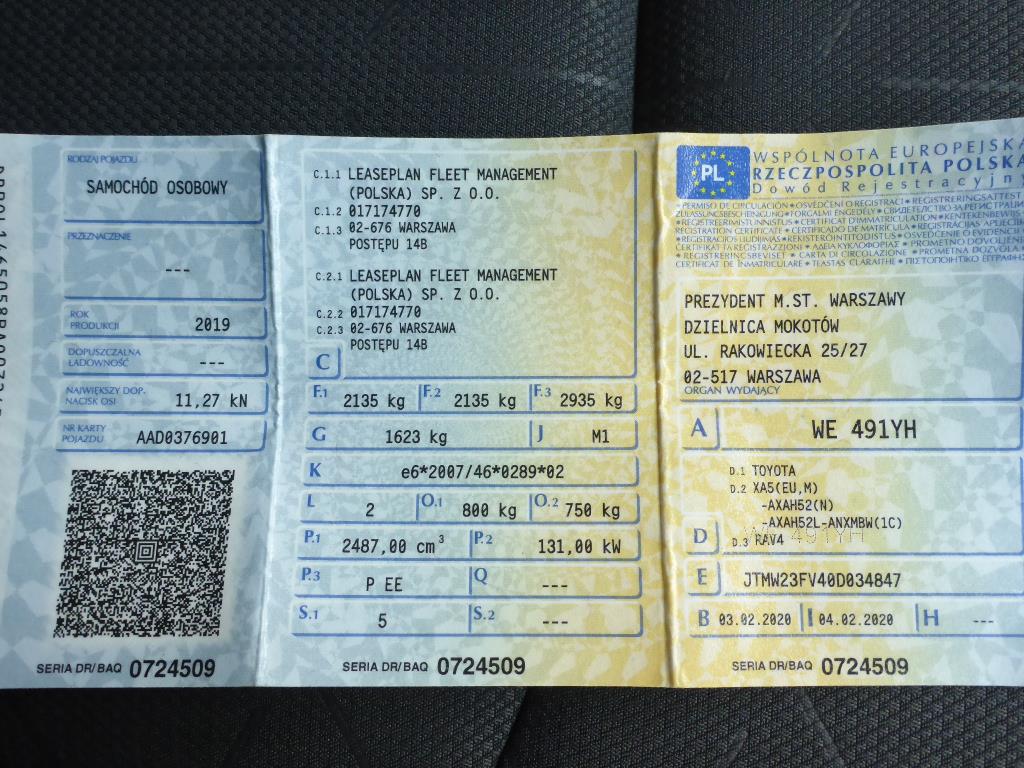 RODZAJ POJAZDU
SAMOCHÓD OSOBOWY
PRZEZNACZENIE
---
ROK
PRODUKCJI
2019
DOPUSZCZALNA
ŁADOWNOŚĆ
---
NAJWIĘKSZY DOP.
NACISK OSI
11,27 kN
NR KARTY
POJAZDU
AAD0376901
SERIA DR/BAQ 0724509
C.1.1 LEASEPLAN FLEET MANAGEMENT
(POLSKA) SP. Z O.O.
C.1.2 017174770
C.1.3 02-676 WARSZAWA
POSTĘPU 14B
C.2.1 LEASEPLAN FLEET MANAGEMENT
(POLSKA) SP. Z O.O.
C.2.2 017174770
C.2.3 02-676 WARSZAWA
POSTĘPU 14B
C
F.1 2135 kg F.2 2135 kg F.3 2935 kg
G 1623 kg J M1
K e6*2007/46*0289*02
L 2 O.1 800 kg O.2 750 kg
P.1 2487,00 cm³ P.2 131,00 kW
P.3 P EE Q ---
S.1 5 S.2 ---
SERIA DR/BAQ 0724509
PL
WSPÓLNOTA EUROPEJSKA
RZECZPOSPOLITA POLSKA
Dowód Rejestracyjny
PREZYDENT M.ST. WARSZAWY
DZIELNICA MOKOTÓW
UL. RAKOWIECKA 25/27
02-517 WARSZAWA
ORGAN WYDAJĄCY
A WE 491YH
D.1 TOYOTA
D.2 XA5(EU,M)
-AXAH52(N)
-AXAH52L-ANXMBW(1C)
D D.3 RAV4
E JTMW23FV40D034847
B 03.02.2020 I 04.02.2020 H ---
SERIA DR/BAQ 0724509